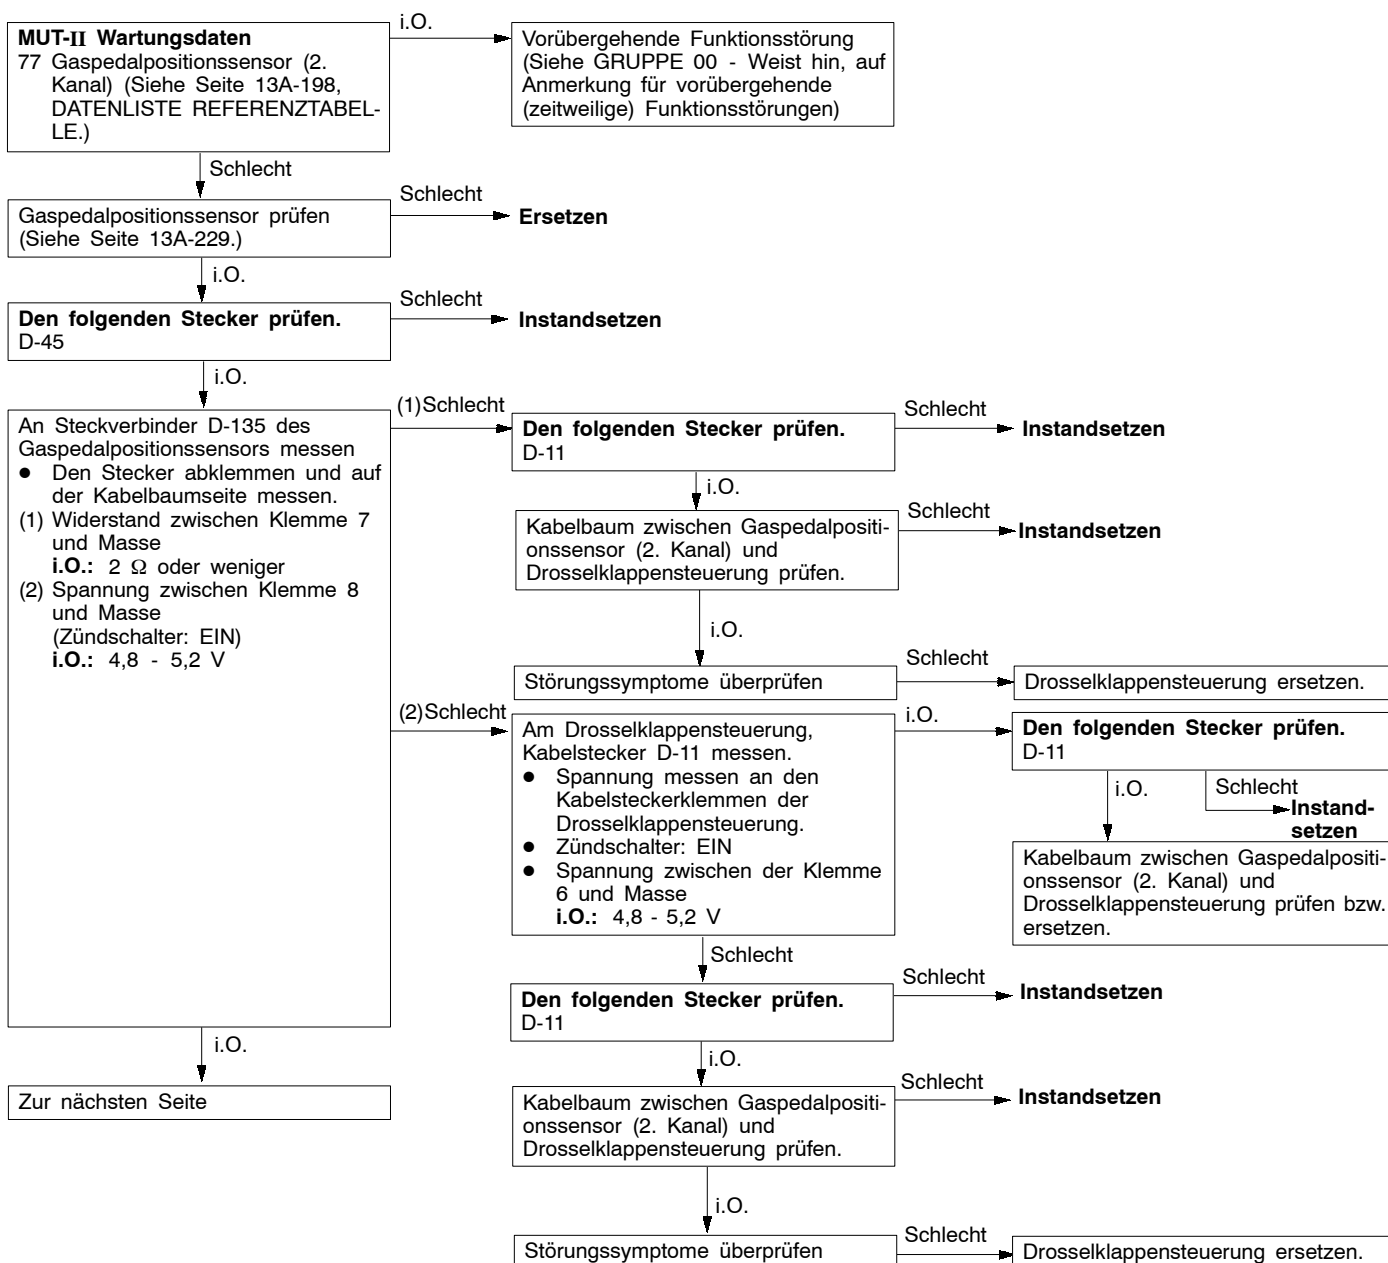 MUT-II Wartungsdaten
77 Gaspedalpositionssensor (2.
Kanal) (Siehe Seite 13A-198,
DATENLISTE REFERENZTABEL-
LE.)
i.O.
Vorübergehende Funktionsstörung
(Siehe GRUPPE 00 - Weist hin, auf
Anmerkung für vorübergehende
(zeitweilige) Funktionsstörungen)
Schlecht
Gaspedalpositionssensor prüfen
(Siehe Seite 13A-229.)
Schlecht
Ersetzen
i.O.
Den folgenden Stecker prüfen.
D-45
Schlecht
Instandsetzen
i.O.
An Steckverbinder D-135 des
Gaspedalpositionssensors messen
● Den Stecker abklemmen und auf
der Kabelbaumseite messen.
(1) Widerstand zwischen Klemme 7
und Masse
i.O.: 2 Ω oder weniger
(2) Spannung zwischen Klemme 8
und Masse
(Zündschalter: EIN)
i.O.: 4,8 - 5,2 V
(1)Schlecht
Den folgenden Stecker prüfen.
D-11
Schlecht
Instandsetzen
i.O.
Kabelbaum zwischen Gaspedalpositi-
onssensor (2. Kanal) und
Drosselklappensteuerung prüfen.
Schlecht
Instandsetzen
i.O.
Störungssymptome überprüfen
Schlecht
Drosselklappensteuerung ersetzen.
(2)Schlecht
Am Drosselklappensteuerung,
Kabelstecker D-11 messen.
● Spannung messen an den
Kabelsteckerklemmen der
Drosselklappensteuerung.
● Zündschalter: EIN
● Spannung zwischen der Klemme
6 und Masse
i.O.: 4,8 - 5,2 V
i.O.
Den folgenden Stecker prüfen.
D-11
i.O.
Schlecht
Instand-
setzen
Kabelbaum zwischen Gaspedalpositi-
onssensor (2. Kanal) und
Drosselklappensteuerung prüfen bzw.
ersetzen.
Schlecht
Den folgenden Stecker prüfen.
D-11
Schlecht
Instandsetzen
i.O.
Kabelbaum zwischen Gaspedalpositi-
onssensor (2. Kanal) und
Drosselklappensteuerung prüfen.
Schlecht
Instandsetzen
i.O.
Störungssymptome überprüfen
Schlecht
Drosselklappensteuerung ersetzen.
i.O.
Zur nächsten Seite